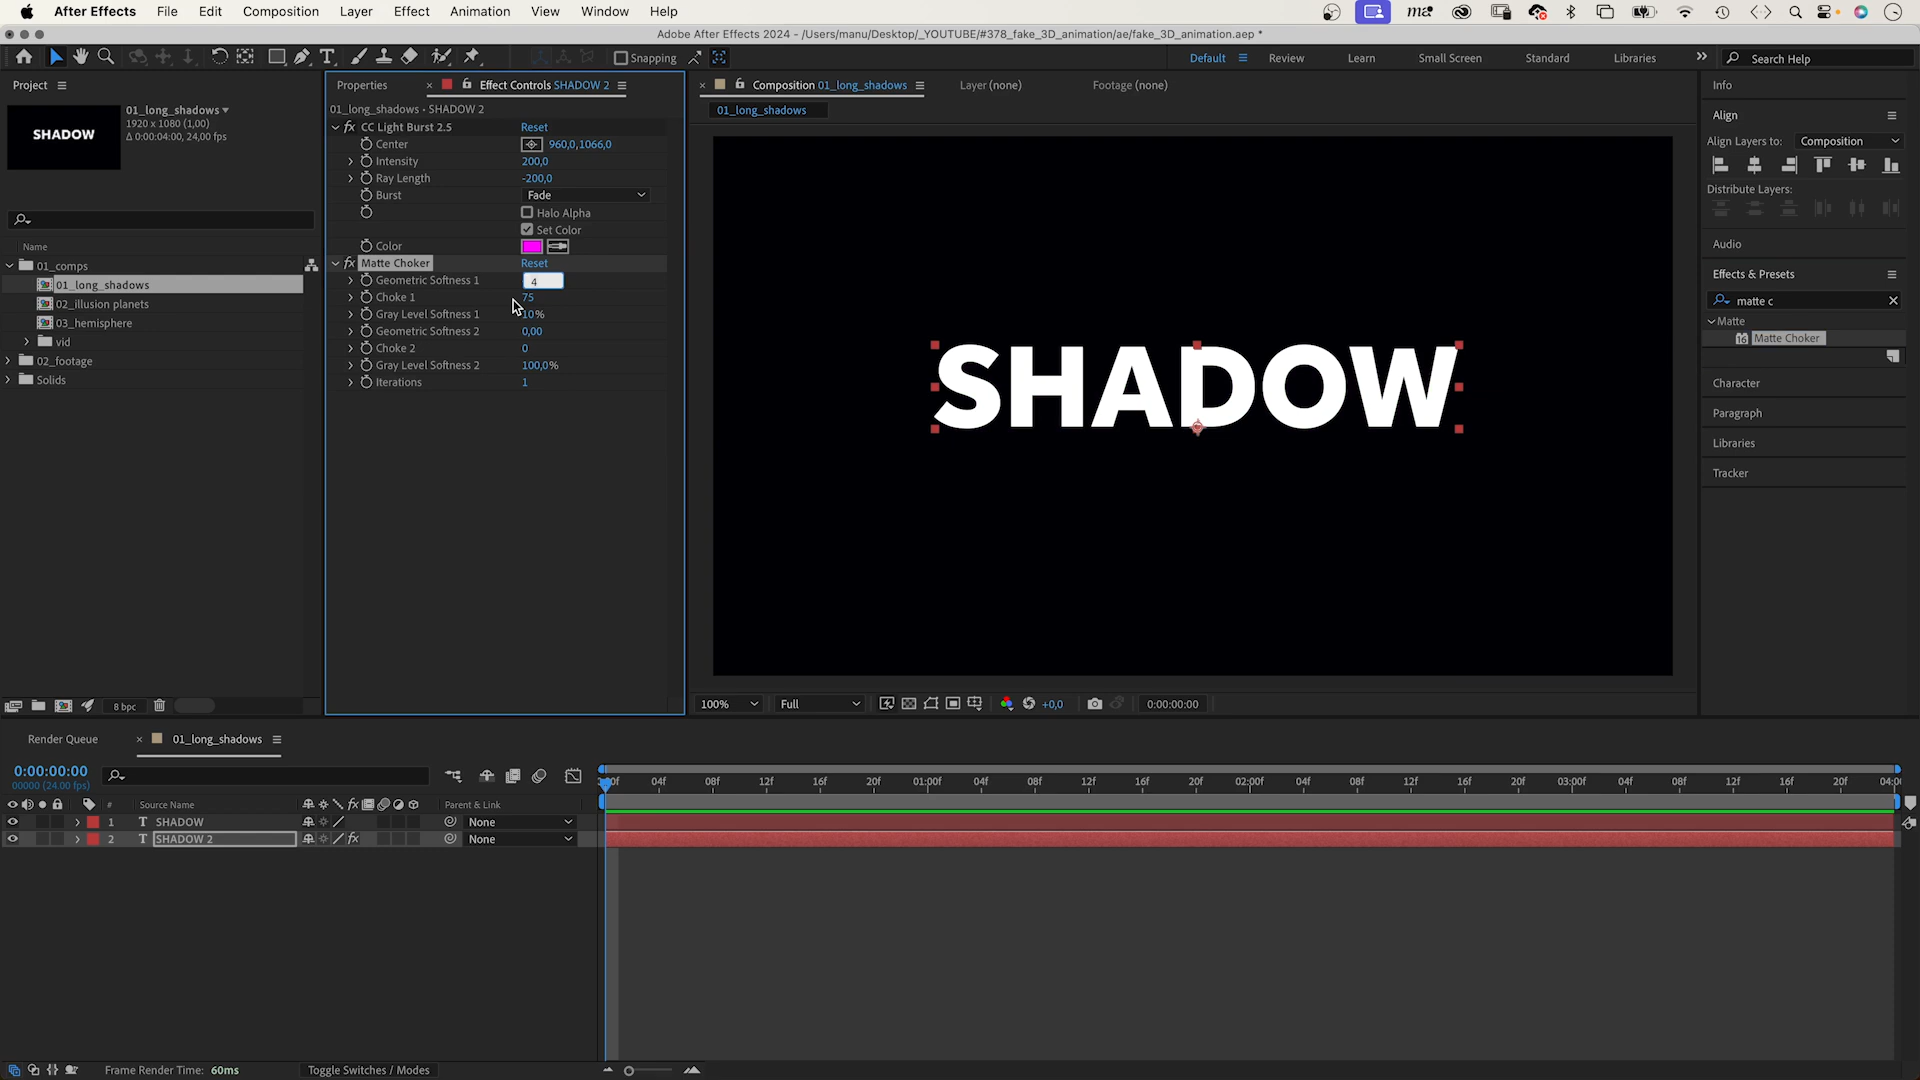 After Effects File Edit Composition Layer Effect Animation View Window Help
Adobe After Effects 2024 - /Users/manu/Desktop/_YOUTUBE/#378_fake_3D_animation/ae/fake_3D_animation.aep *
Snapping
Default Review Learn Small Screen Standard Libraries Search Help
Project
01_long_shadows
1920 x 1080 (1,00)
Δ 0:00:04:00, 24,00 fps
SHADOW
Name
01_comps
01_long_shadows
02_illusion planets
03_hemisphere
vid
02_footage
Solids
8 bpc
Properties Effect Controls SHADOW 2
01_long_shadows • SHADOW 2
fx CC Light Burst 2.5 Reset
Center 960,0,1066,0
Intensity 200,0
Ray Length -200,0
Burst Fade
Halo Alpha
Set Color
Color
fx Matte Choker Reset
Geometric Softness 1 4
Choke 1 75
Gray Level Softness 1 10%
Geometric Softness 2 0,00
Choke 2 0
Gray Level Softness 2 100,0%
Iterations 1
Composition 01_long_shadows Layer (none) Footage (none)
01_long_shadows
SHADOW
100% Full +0,0 0:00:00:00
Info
Align
Align Layers to: Composition
Distribute Layers:
Audio
Effects & Presets
matte c
Matte
16 Matte Choker
Character
Paragraph
Libraries
Tracker
Render Queue 01_long_shadows
0:00:00:00
00000 (24.00 fps)
04f 08f 12f 16f 20f 01:00f 04f 08f 12f 16f 20f 02:00f 04f 08f 12f 16f 20f 03:00f 04f 08f 12f 16f 20f
# Source Name fx Parent & Link
1 T SHADOW None
2 T SHADOW 2 fx None
Frame Render Time: 60ms Toggle Switches / Modes